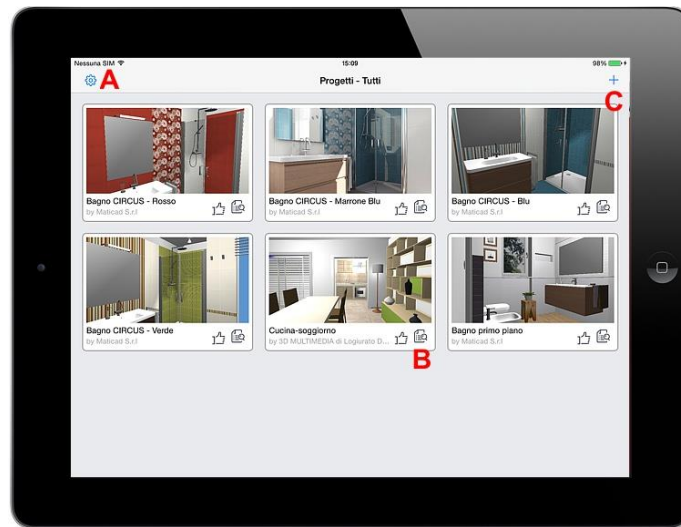 Nessuna SIM
15:09
98%
A
Progetti - Tutti
C
Bagno CIRCUS - Rosso
by Maticad S.r.l
Bagno CIRCUS - Marrone Blu
by Maticad S.r.l
Bagno CIRCUS - Blu
by Maticad S.r.l
Bagno CIRCUS - Verde
by Maticad S.r.l
Cucina-soggiorno
by 3D MULTIMEDIA di Logiurato D...
Bagno primo piano
by Maticad S.r.l
B